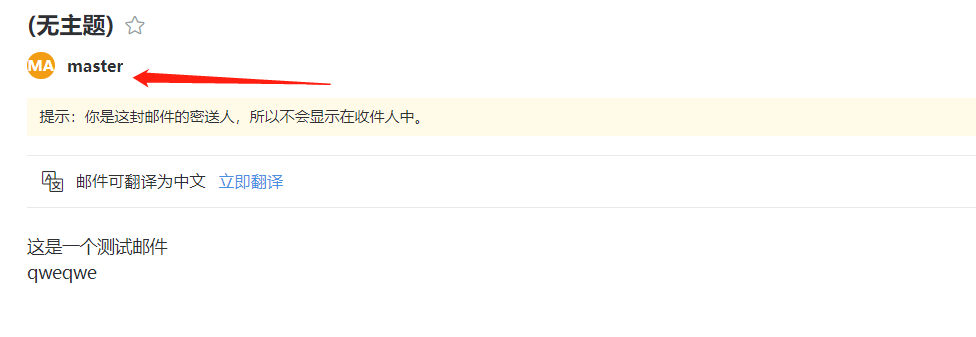 (无主题)
MA master
提示：你是这封邮件的密送人，所以不会显示在收件人中。
邮件可翻译为中文 立即翻译
这是一个测试邮件
qweqwe